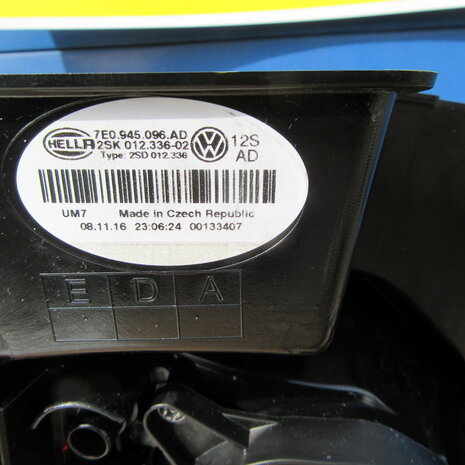 HELLA 7E0.945.096.AD
2SK 012.336-02 12S
Type: 2SD 012.336 AD
UM7 Made in Czech Republic
08.11.16 23:06:24 00133407
E D A